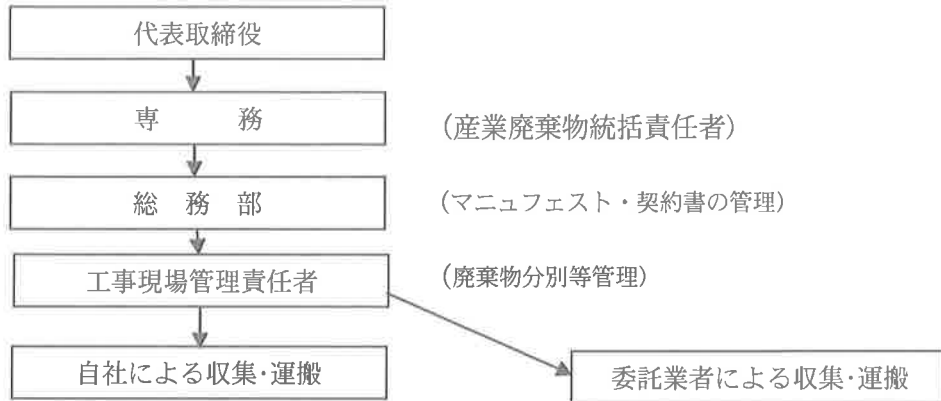 代表取締役
専　　務
(産業廃棄物統括責任者)
総　務　部
(マニュフェスト・契約書の管理)
工事現場管理責任者
(廃棄物分別等管理)
自社による収集･運搬
委託業者による収集･運搬